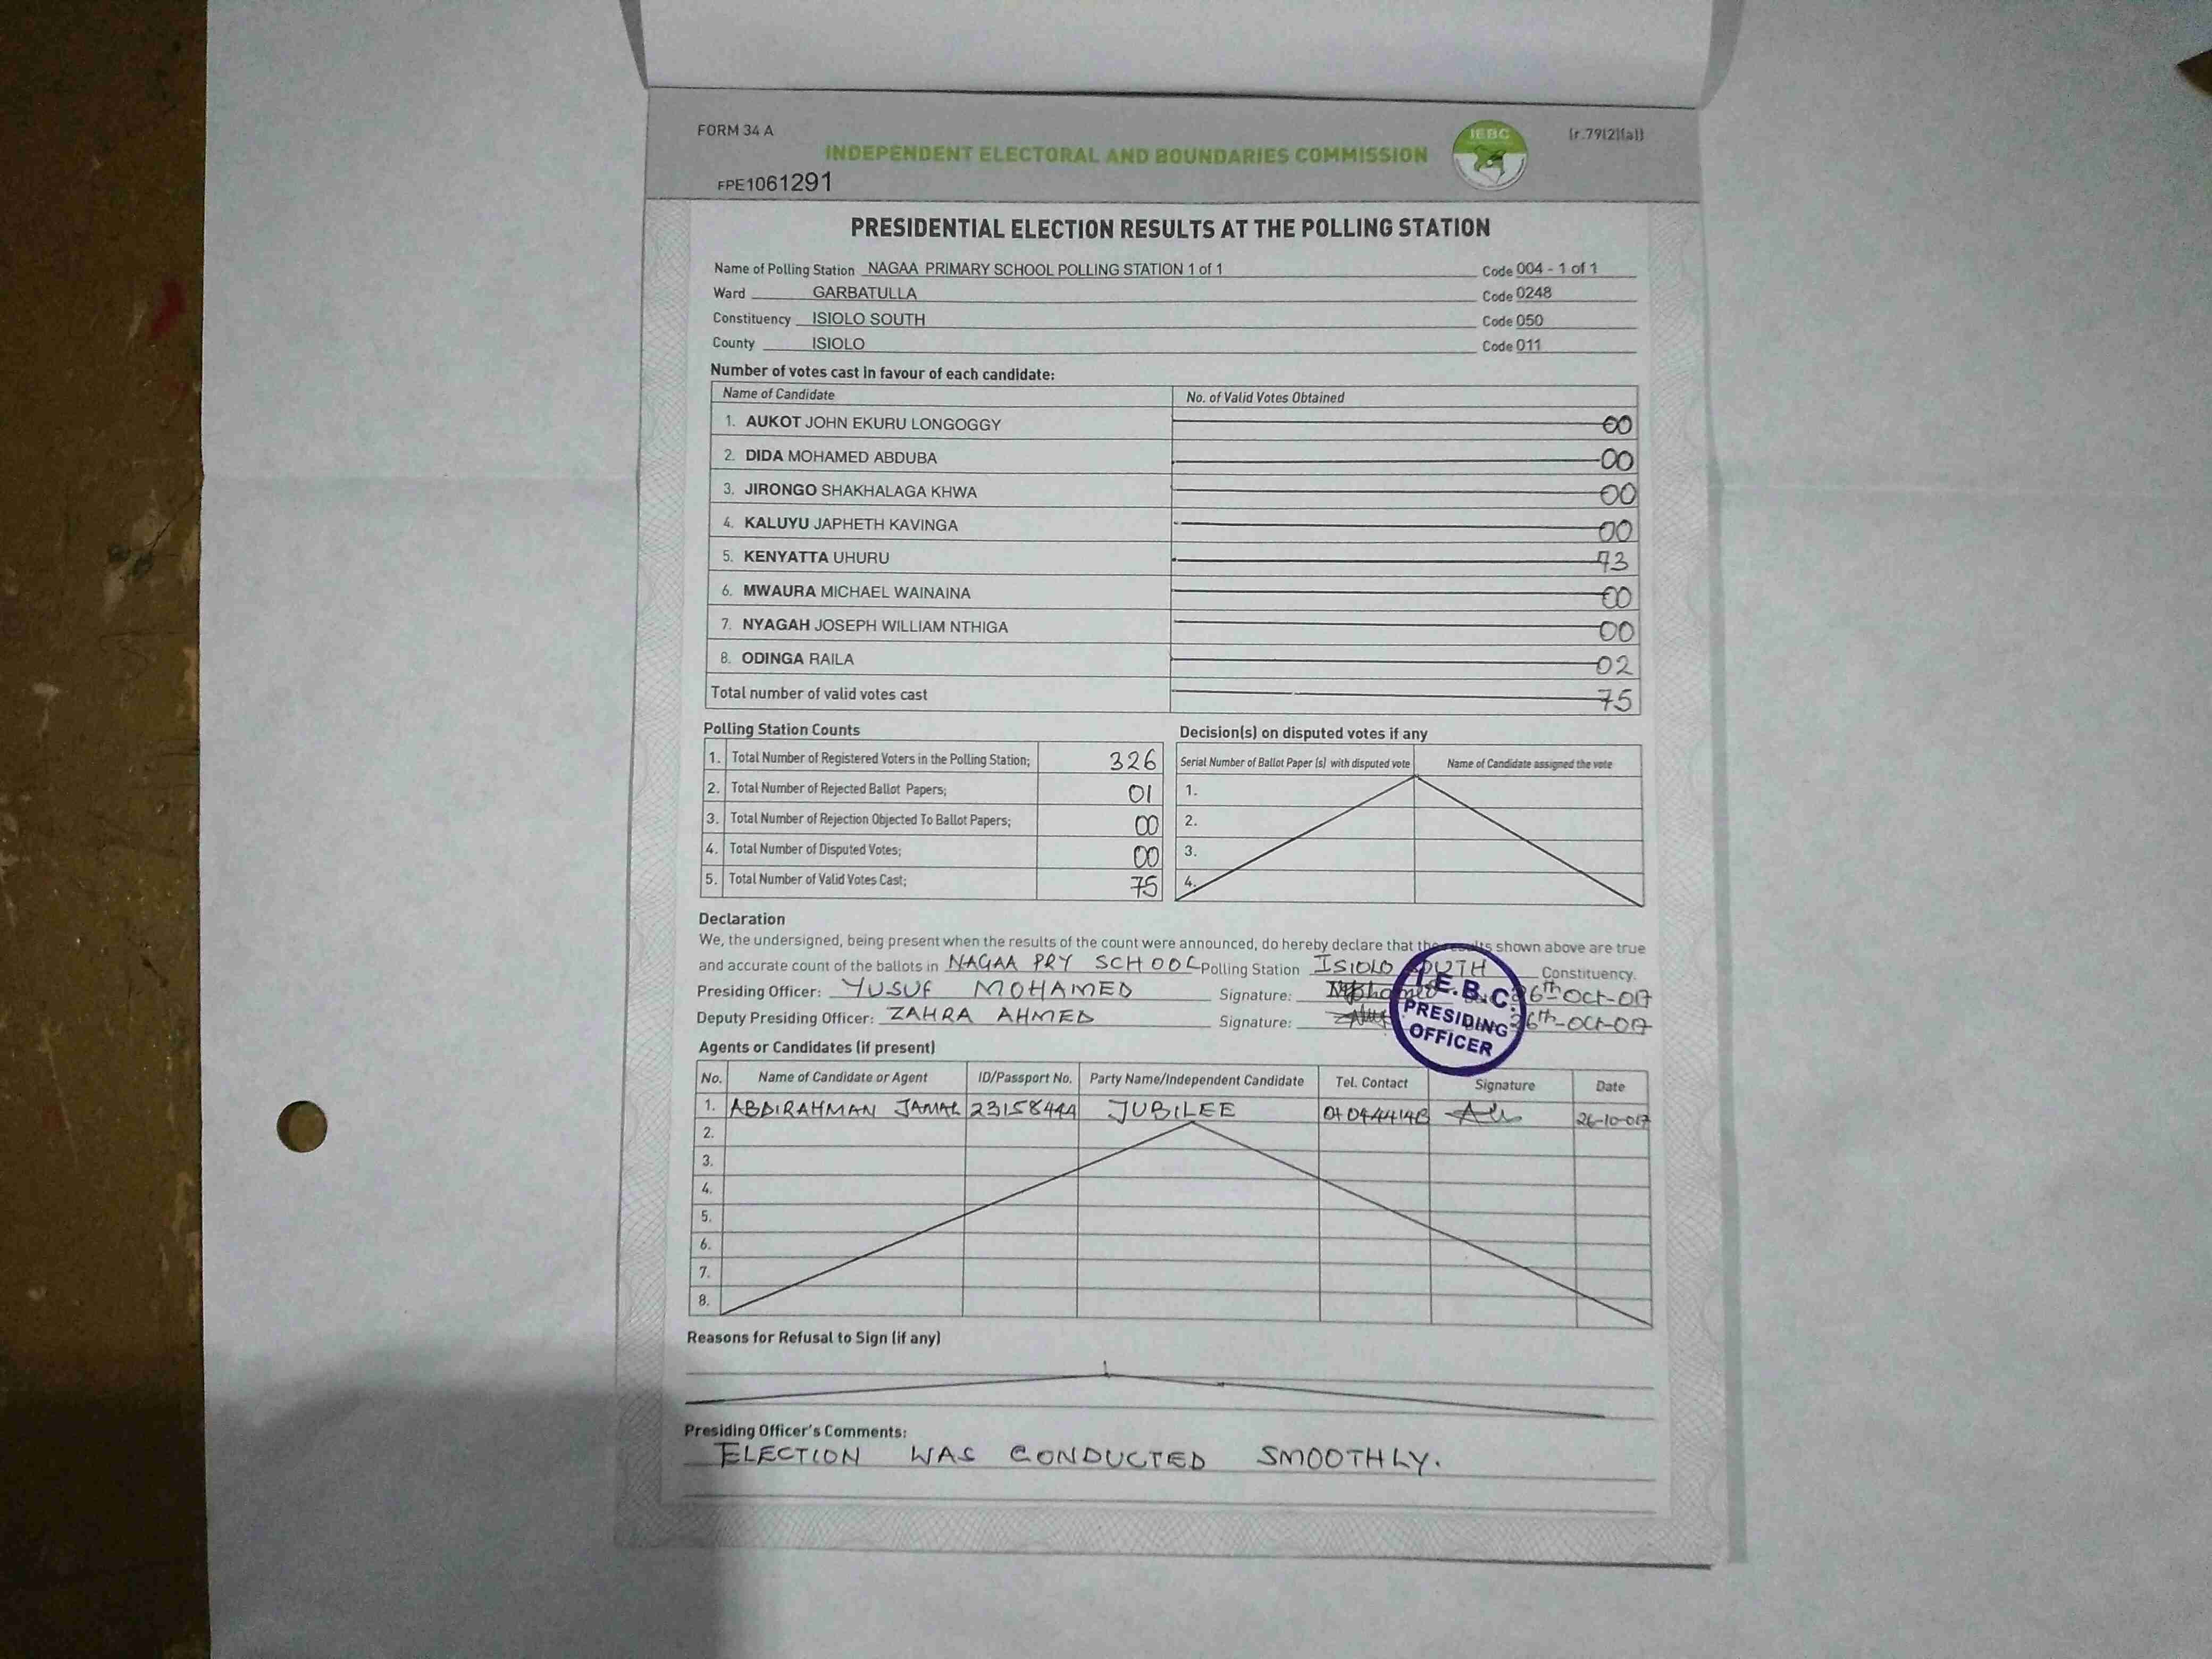 FORM 34 A
IEBC
(r.79(2)(a))
INDEPENDENT ELECTORAL AND BOUNDARIES COMMISSION
FPE1061291
PRESIDENTIAL ELECTION RESULTS AT THE POLLING STATION
Name of Polling Station NAGAA PRIMARY SCHOOL POLLING STATION 1 of 1 Code 004 - 1 of 1
Ward GARBATULLA Code 0248
Constituency ISIOLO SOUTH Code 050
County ISIOLO Code 011
Number of votes cast in favour of each candidate:
Name of Candidate No. of Valid Votes Obtained
1. AUKOT JOHN EKURU LONGOGGY 00
2. DIDA MOHAMED ABDUBA 00
3. JIRONGO SHAKHALAGA KHWA 00
4. KALUYU JAPHETH KAVINGA 00
5. KENYATTA UHURU 73
6. MWAURA MICHAEL WAINAINA 00
7. NYAGAH JOSEPH WILLIAM NTHIGA 00
8. ODINGA RAILA 02
Total number of valid votes cast 75
Polling Station Counts
1. Total Number of Registered Voters in the Polling Station; 326
2. Total Number of Rejected Ballot Papers; 01
3. Total Number of Rejection Objected To Ballot Papers; 00
4. Total Number of Disputed Votes; 00
5. Total Number of Valid Votes Cast; 75
Decision(s) on disputed votes if any
Serial Number of Ballot Paper (s) with disputed vote Name of Candidate assigned the vote
1.
2.
3.
4.
Declaration
We, the undersigned, being present when the results of the count were announced, do hereby declare that the results shown above are true
and accurate count of the ballots in NAGAA PRY SCHOOL Polling Station ISIOLO SOUTH Constituency.
Presiding Officer: YUSUF MOHAMED Signature: 26th-Oct-017
Deputy Presiding Officer: ZAHRA AHMED Signature: 26th-Oct-017
I.E.B.C.
PRESIDING
OFFICER
Agents or Candidates (if present)
No. Name of Candidate or Agent ID/Passport No. Party Name/Independent Candidate Tel. Contact Signature Date
1. ABDIRAHMAN JAMAL JUBILEE 26-10-017
2.
3.
4.
5.
6.
7.
8.
Reasons for Refusal to Sign (if any)
Presiding Officer's Comments:
ELECTION WAS CONDUCTED SMOOTHLY.